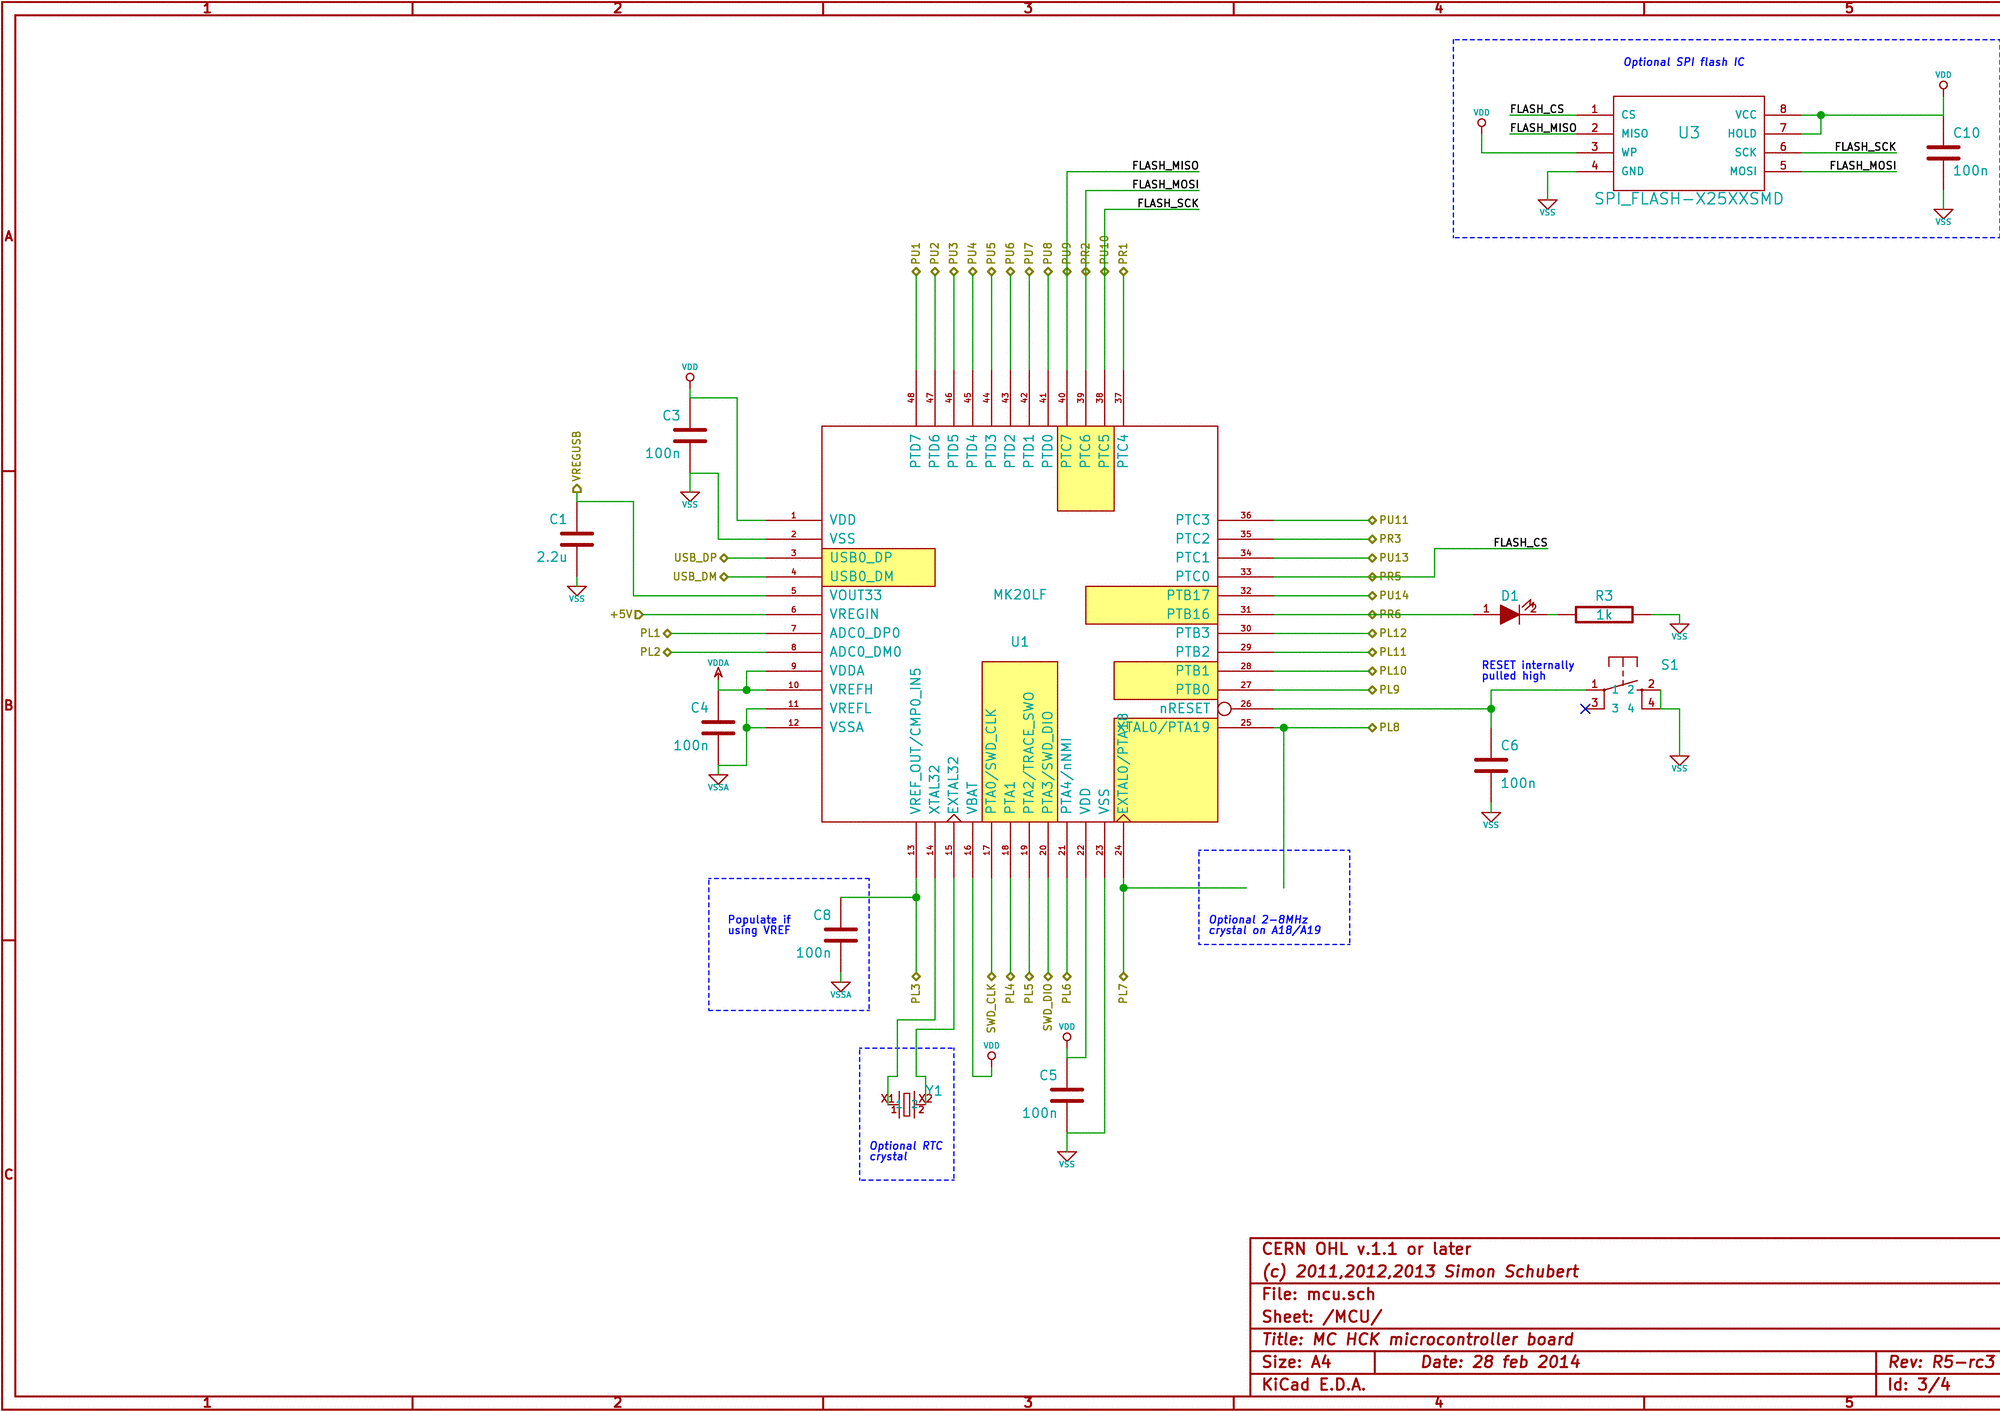 1 2 3 4 5
Optional SPI flash IC
VDD
VDD
FLASH_CS 1 CS VCC 8
FLASH_MISO 2 MISO U3 HOLD 7 C10
3 WP SCK 6 FLASH_SCK
4 GND MOSI 5 FLASH_MOSI 100n
SPI_FLASH-X25XXSMD
VSS VSS
FLASH_MISO
FLASH_MOSI
FLASH_SCK
A A
PU1 PU2 PU3 PU4 PU5 PU6 PU7 PU8 PU9 PR2 PU10 PR1
48 47 46 45 44 43 42 41 40 39 38 37
PTD7 PTD6 PTD5 PTD4 PTD3 PTD2 PTD1 PTD0 PTC7 PTC6 PTC5 PTC4
VDD
C3
100n
VSS
VREGUSB
C1
2.2u
VSS
1 VDD
2 VSS
USB_DP 3 USB0_DP
USB_DM 4 USB0_DM
5 VOUT33
+5V 6 VREGIN
PL1 7 ADC0_DP0
PL2 8 ADC0_DM0
9 VDDA
10 VREFH
11 VREFL
12 VSSA
VDDA
C4
100n
VSSA
MK20LF
U1
PTC3 36 PU11
PTC2 35 PR3
PTC1 34 PU13
PTC0 33 PR5
FLASH_CS
PTB17 32 PU14
PTB16 31 PR6
PTB3 30 PL12
PTB2 29 PL11
PTB1 28 PL10
PTB0 27 PL9
nRESET 26
XTAL0/PTA19 25 PL8
1 D1 2 R3
1k
VSS
RESET internally
pulled high
S1
1 1 2 2
3 3 4 4
VSS
C6
100n
VSS
B
VREF_OUT/CMP0_IN5 XTAL32 EXTAL32 VBAT PTA0/SWD_CLK PTA1 PTA2/TRACE_SWO PTA3/SWD_DIO PTA4/nNMI VDD VSS EXTAL0/PTA18
13 14 15 16 17 18 19 20 21 22 23 24
Populate if
using VREF
C8
100n
VSSA
Optional 2-8MHz
crystal on A18/A19
PL3 SWD_CLK PL4 PL5 SWD_DIO PL6 PL7
VDD
VDD
C5
100n
VSS
Y1
X1 X2
1 1 2 2
Optional RTC
crystal
C
CERN OHL v.1.1 or later
(c) 2011,2012,2013 Simon Schubert
File: mcu.sch
Sheet: /MCU/
Title: MC HCK microcontroller board
Size: A4 Date: 28 feb 2014 Rev: R5-rc3
KiCad E.D.A. Id: 3/4
1 2 3 4 5